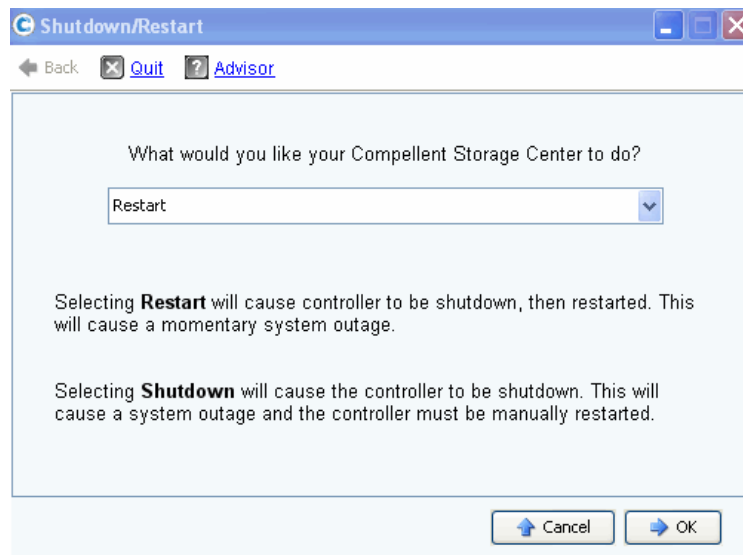 Shutdown/Restart
Back Quit Advisor
What would you like your Compellent Storage Center to do?
Restart
Selecting Restart will cause controller to be shutdown, then restarted. This
will cause a momentary system outage.
Selecting Shutdown will cause the controller to be shutdown. This will
cause a system outage and the controller must be manually restarted.
Cancel OK